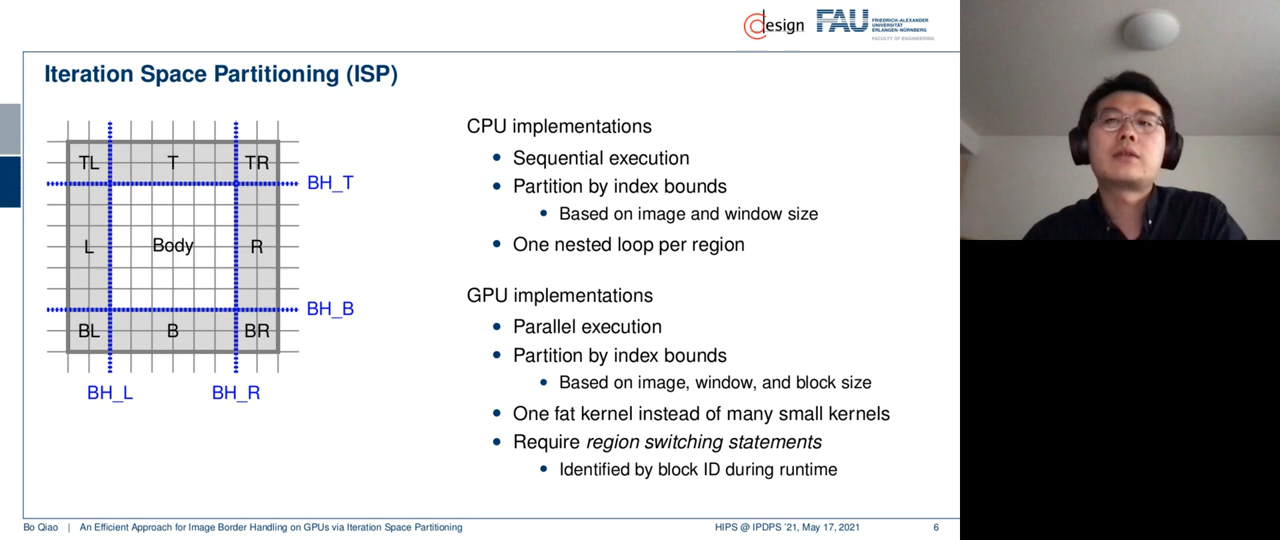 design
FAU
FRIEDRICH-ALEXANDER
UNIVERSITÄT
ERLANGEN-NÜRNBERG
FACULTY OF ENGINEERING
Iteration Space Partitioning (ISP)
TL T TR
BH_T
L Body R
BH_B
BL B BR
BH_L BH_R
CPU implementations
• Sequential execution
• Partition by index bounds
• Based on image and window size
• One nested loop per region
GPU implementations
• Parallel execution
• Partition by index bounds
• Based on image, window, and block size
• One fat kernel instead of many small kernels
• Require region switching statements
• Identified by block ID during runtime
Bo Qiao | An Efficient Approach for Image Border Handling on GPUs via Iteration Space Partitioning HIPS @ IPDPS '21, May 17, 2021 6